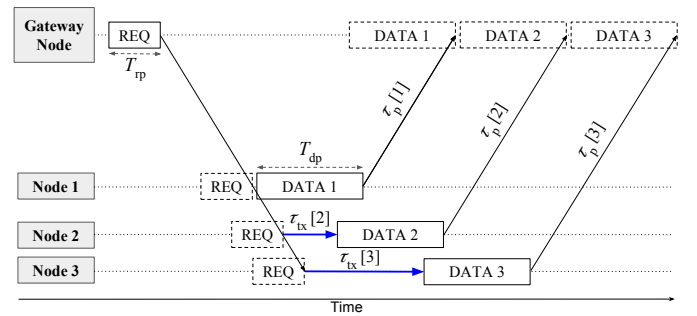 Gateway
Node
REQ
DATA 1
DATA 2
DATA 3
T_rp
τ_p [1]
τ_p [2]
τ_p [3]
T_dp
Node 1
REQ
DATA 1
τ_tx [2]
Node 2
REQ
DATA 2
τ_tx [3]
Node 3
REQ
DATA 3
Time